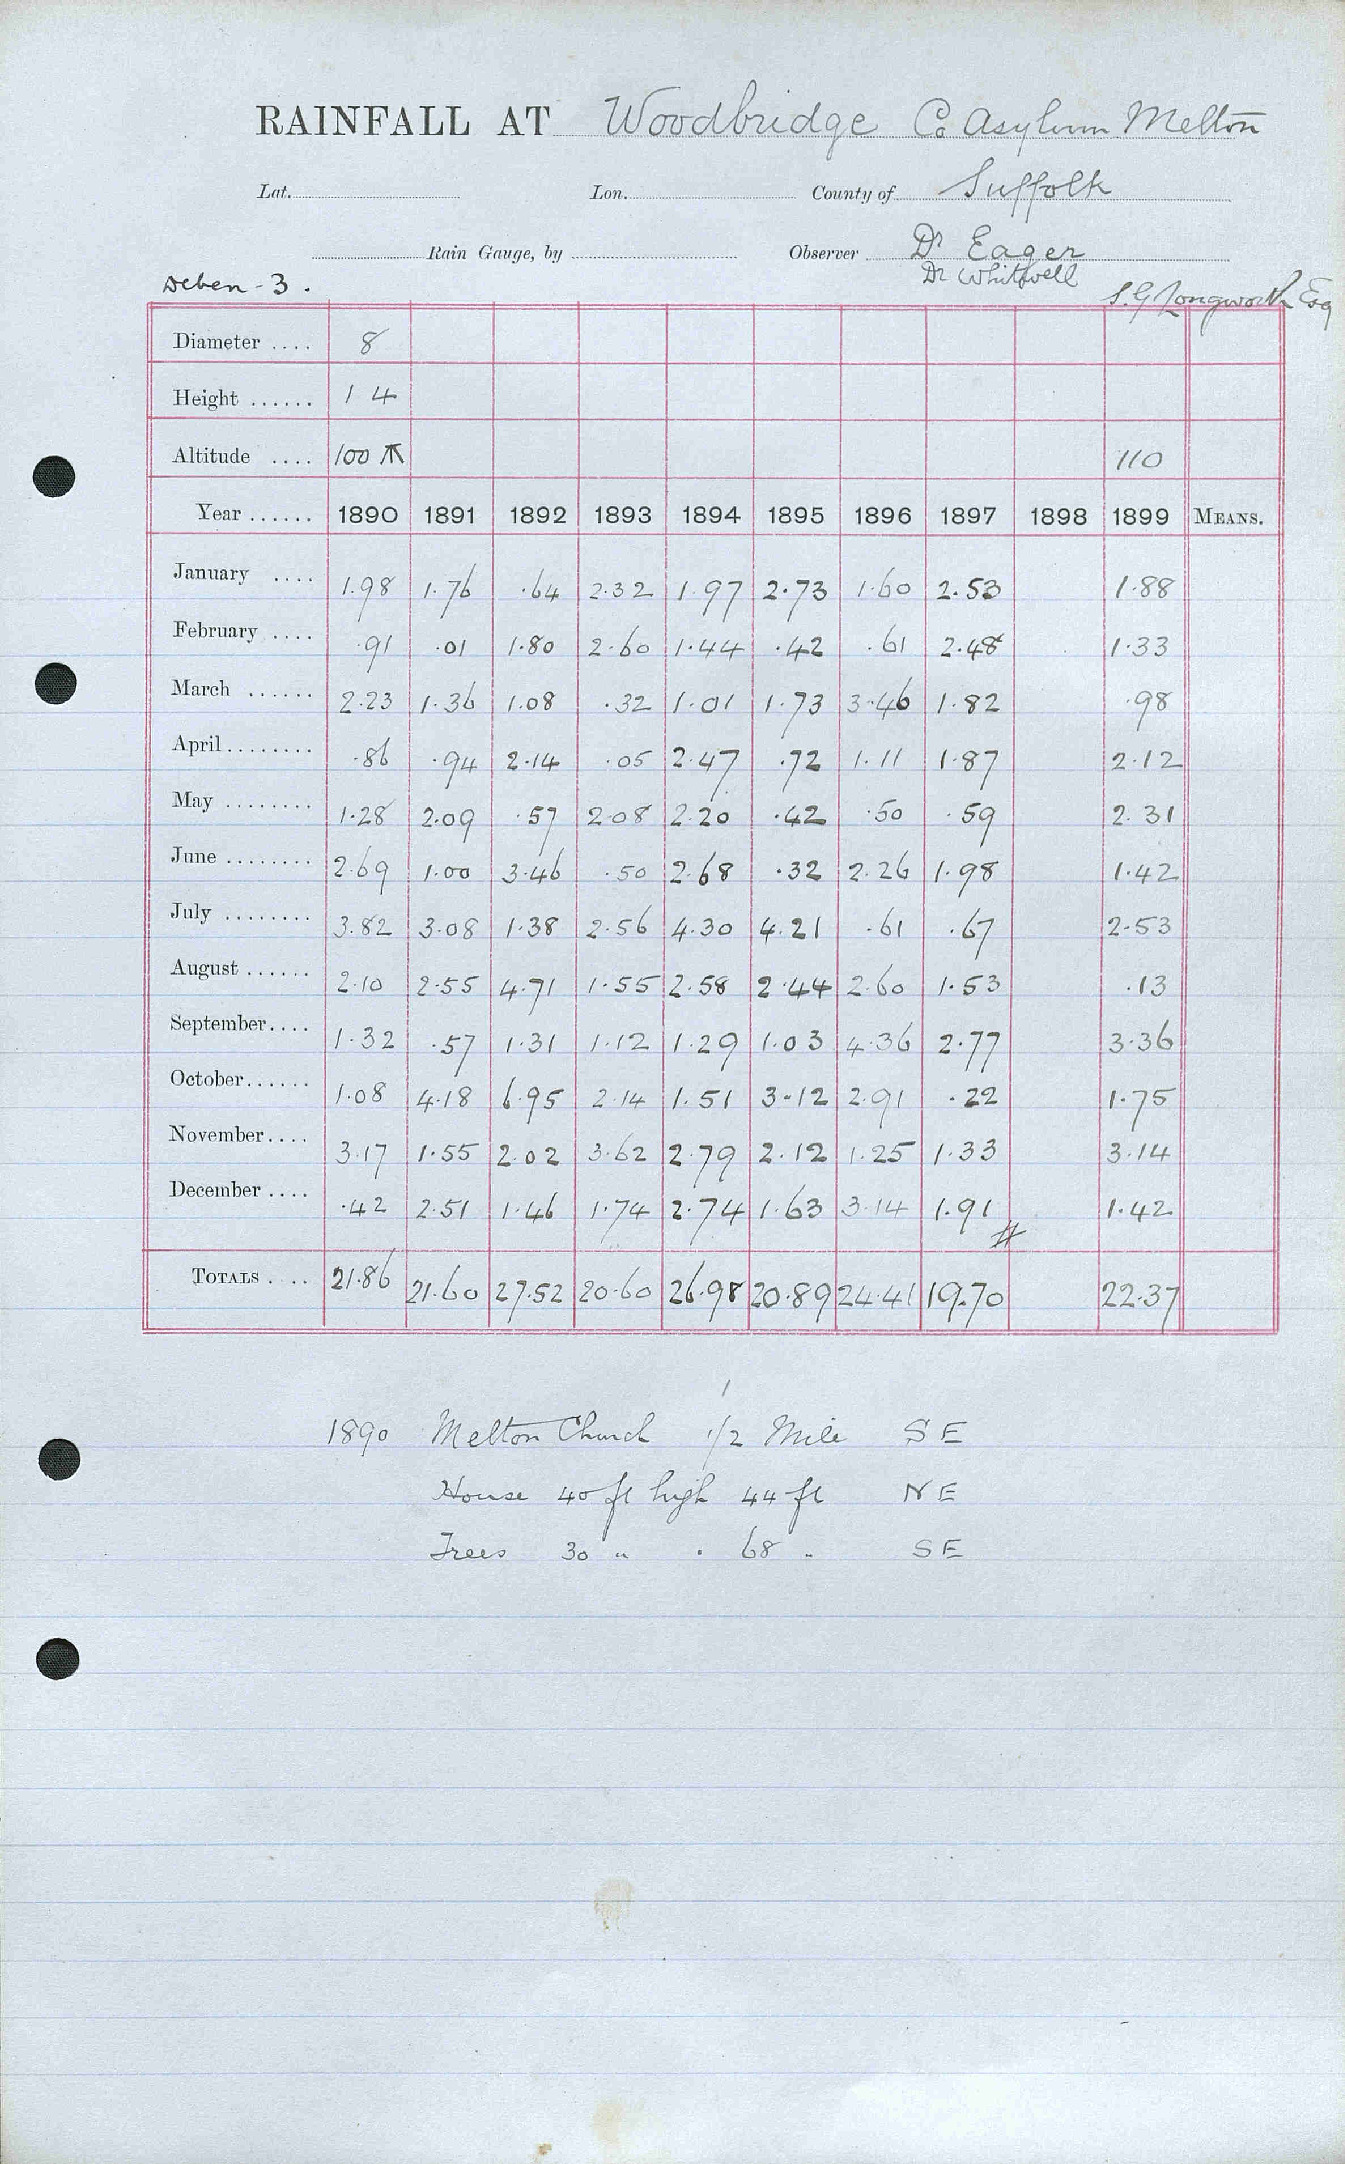 RAINFALL AT Woodbridge Co Asylum Melton
Lat. Lon. County of Suffolk
Rain Gauge, by Observer Dr Eager
Deben - 3. Dr Whitwell S.G Longworth Esq
Diameter .... 8
Height ...... 1 4
Altitude .... 100 110
Year ...... 1890 1891 1892 1893 1894 1895 1896 1897 1898 1899 MEANS.
January .... 1.98 1.76 .64 2.32 1.97 2.73 1.60 2.53 1.88
February .... .91 .01 1.80 2.60 1.44 .42 .61 2.48 1.33
March ...... 2.23 1.36 1.08 .32 1.01 1.73 3.46 1.82 .98
April ........ .86 .94 2.14 .05 2.47 .72 1.11 1.87 2.12
May ........ 1.28 2.09 .57 2.08 2.20 .42 .50 .59 2.31
June ........ 2.69 1.00 3.46 .50 2.68 .32 2.26 1.98 1.42
July ........ 3.82 3.08 1.38 2.56 4.30 4.21 .61 .67 2.53
August ...... 2.10 2.55 4.71 1.55 2.58 2.44 2.60 1.53 .13
September.... 1.32 .57 1.31 1.12 1.29 1.03 4.36 2.77 3.36
October...... 1.08 4.18 6.95 2.14 1.51 3.12 2.91 .22 1.75
November.... 3.17 1.55 2.02 3.62 2.79 2.12 1.25 1.33 3.14
December .... .42 2.51 1.46 1.74 2.74 1.63 3.14 1.91 1.42
TOTALS .... 21.86 21.60 27.52 20.60 26.98 20.89 24.41 19.70 22.37
1890 Melton Church 1/2 Mile SE
House 40 ft high 44 ft NE
Trees 30 " " 68 " SE